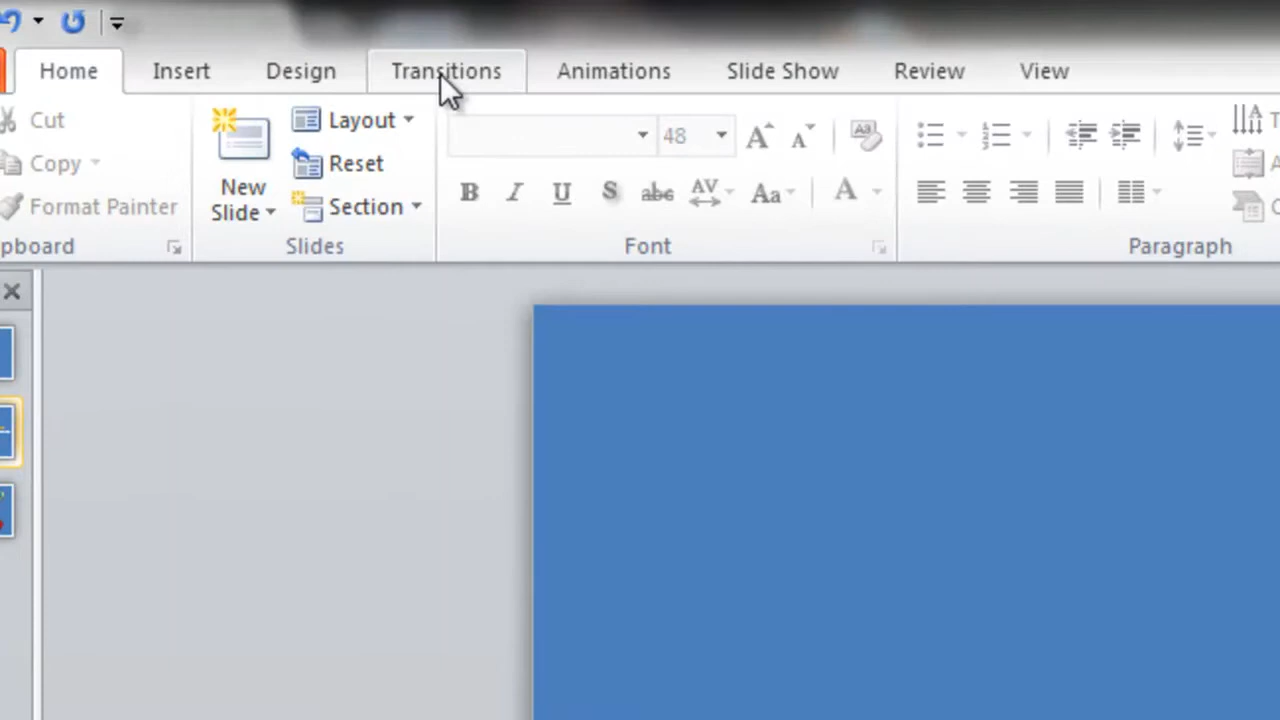 Home Insert Design Transitions Animations Slide Show Review View
Cut
Copy
Format Painter
New
Slide
Layout
Reset
Section
Slides
48
B I U S abc AV Aa A
Font
Paragraph